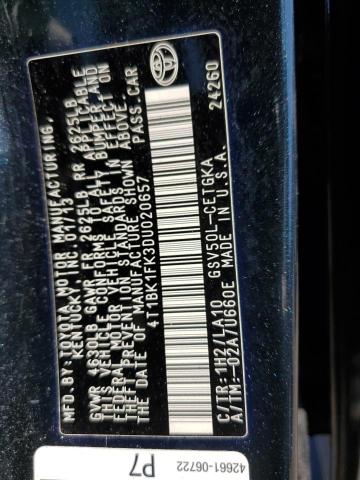 MFD BY: TOYOTA MOTOR MANUFACTURING,
KENTUCKY, INC. 01/13
GVWR 4630LB GAWR FR 2625LB RR 2625LB
THIS VEHICLE CONFORMS TO ALL APPLICABLE
FEDERAL MOTOR VEHICLE SAFETY, BUMPER, AND
THEFT PREVENTION STANDARDS IN EFFECT ON
THE DATE OF MANUFACTURE SHOWN ABOVE.
4T1BK1FK3DU020657 PASS.CAR
C/TR: 1H2/LA10 GSV50L-CETGKA
A/TM:-02A/U660E MADE IN U.S.A. 24260
42661-06722
P7